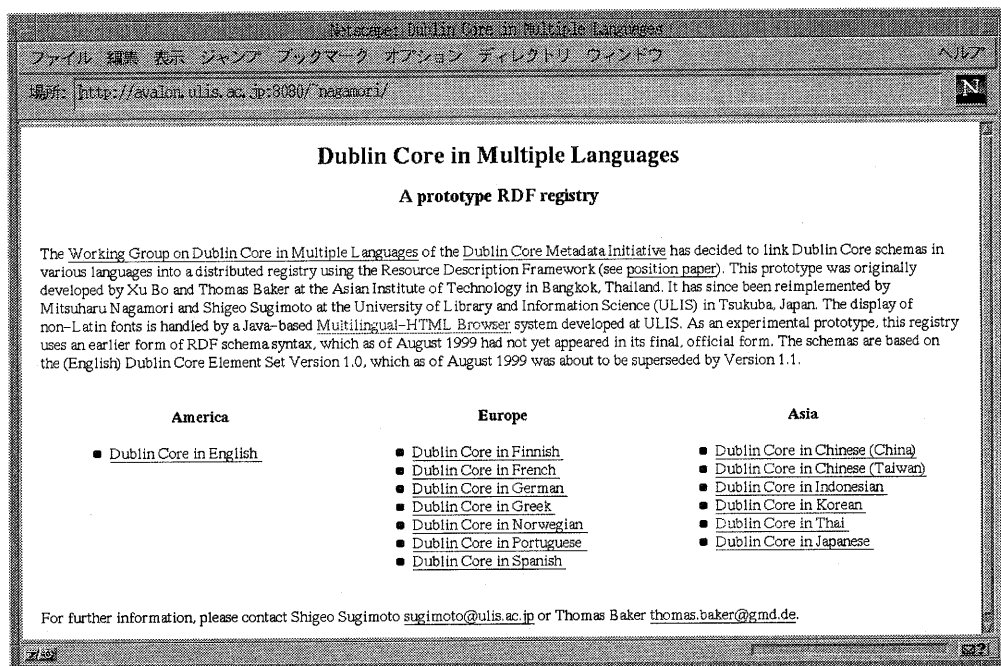 Netscape: Dublin Core in Multiple Languages
ファイル 編集 表示 ジャンプ ブックマーク オプション ディレクトリ ウィンドウ ヘルプ
場所: http://avalon.ulis.ac.jp:8080/~nagamori/
N
Dublin Core in Multiple Languages
A prototype RDF registry
The Working Group on Dublin Core in Multiple Languages of the Dublin Core Metadata Initiative has decided to link Dublin Core schemas in
various languages into a distributed registry using the Resource Description Framework (see position paper). This prototype was originally
developed by Xu Bo and Thomas Baker at the Asian Institute of Technology in Bangkok, Thailand. It has since been reimplemented by
Mitsuharu Nagamori and Shigeo Sugimoto at the University of Library and Information Science (ULIS) in Tsukuba, Japan. The display of
non-Latin fonts is handled by a Java-based Multilingual-HTML Browser system developed at ULIS. As an experimental prototype, this registry
uses an earlier form of RDF schema syntax, which as of August 1999 had not yet appeared in its final, official form. The schemas are based on
the (English) Dublin Core Element Set Version 1.0, which as of August 1999 was about to be superseded by Version 1.1.
America
Dublin Core in English
Europe
Dublin Core in Finnish
Dublin Core in French
Dublin Core in German
Dublin Core in Greek
Dublin Core in Norwegian
Dublin Core in Portuguese
Dublin Core in Spanish
Asia
Dublin Core in Chinese (China)
Dublin Core in Chinese (Taiwan)
Dublin Core in Indonesian
Dublin Core in Korean
Dublin Core in Thai
Dublin Core in Japanese
For further information, please contact Shigeo Sugimoto sugimoto@ulis.ac.jp or Thomas Baker thomas.baker@gmd.de.